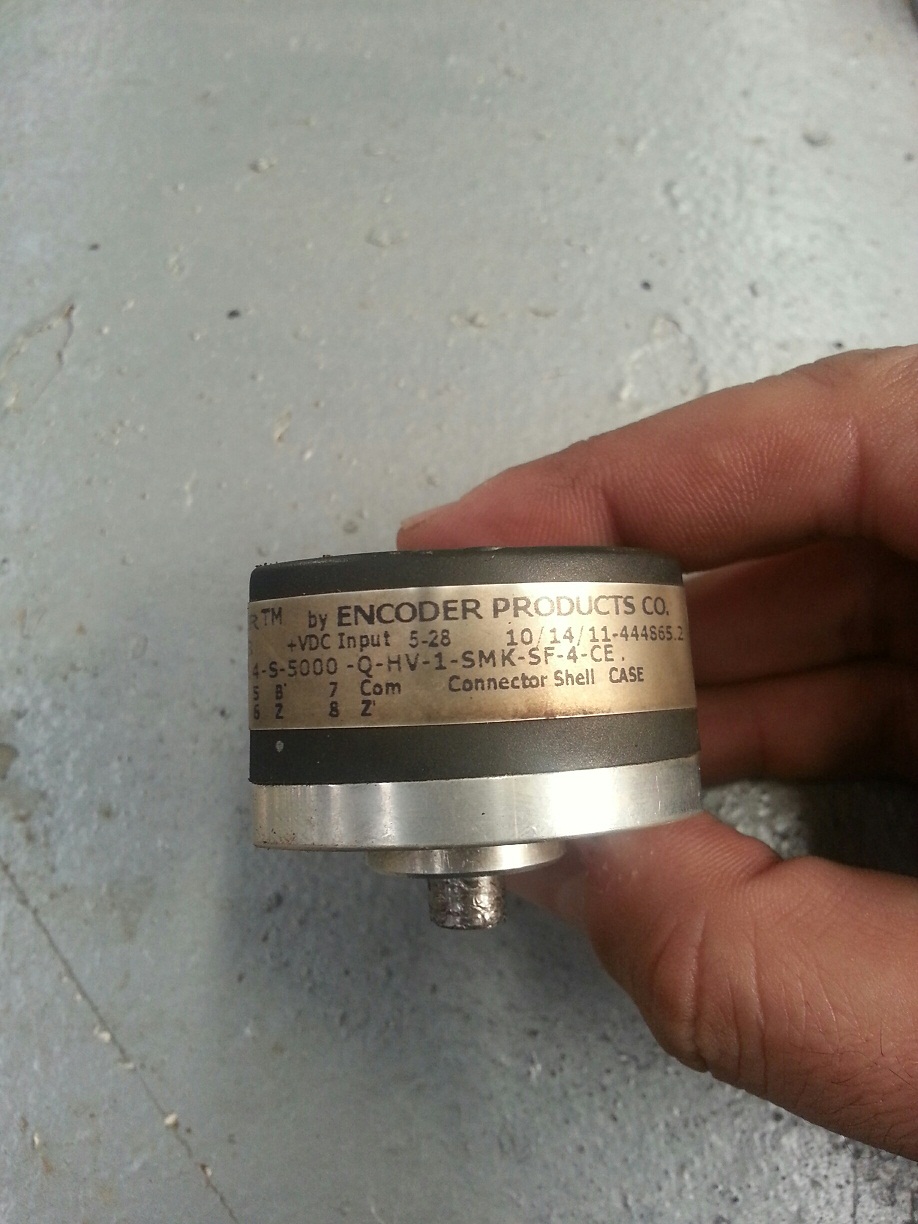 R™ by ENCODER PRODUCTS CO.
+VDC Input 5-28 10/14/11-444865.2
4-S-5000 -Q-HV-1-SMK-SF-4-CE.
5 B' 7 Com Connector Shell CASE
6 Z 8 Z'